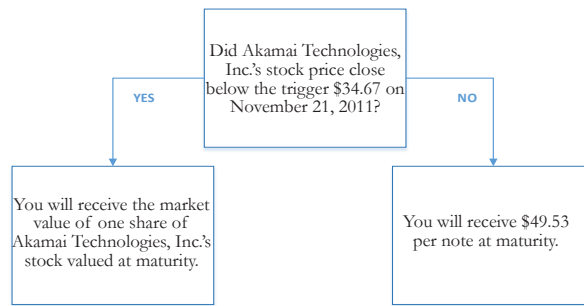 Did Akamai Technologies,
Inc.'s stock price close
below the trigger $34.67 on
November 21, 2011?
YES
NO
You will receive the market
value of one share of
Akamai Technologies, Inc.'s
stock valued at maturity.
You will receive $49.53
per note at maturity.